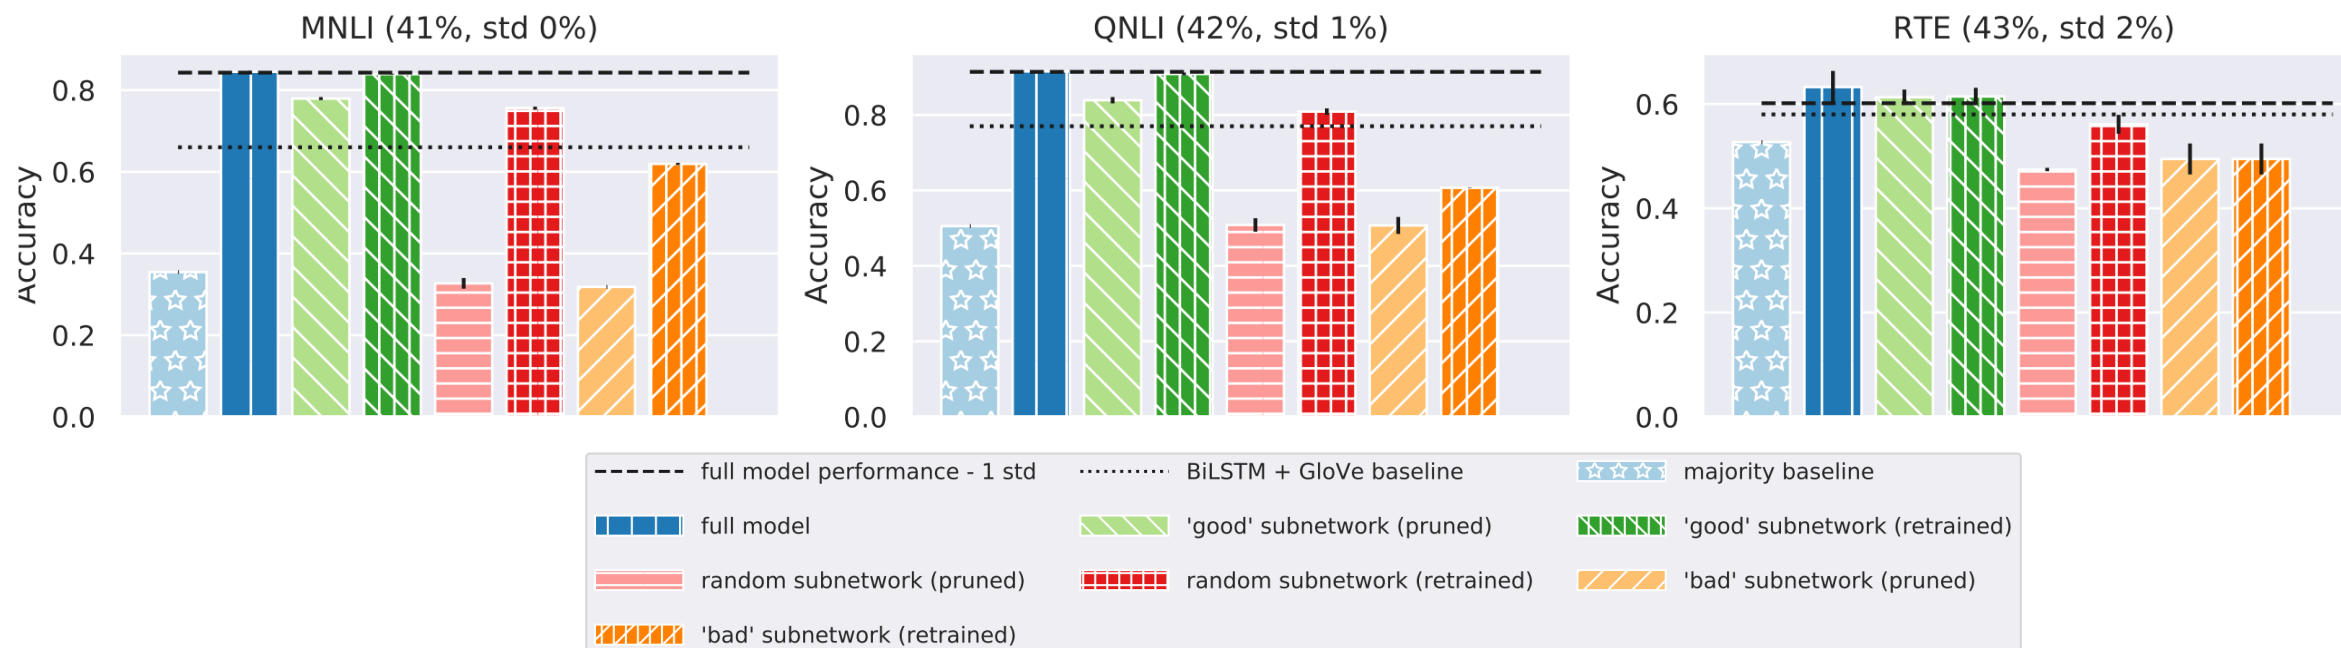 MNLI (41%, std 0%)
Accuracy
0.8
0.6
0.4
0.2
0.0
QNLI (42%, std 1%)
Accuracy
0.8
0.6
0.4
0.2
0.0
RTE (43%, std 2%)
Accuracy
0.6
0.4
0.2
0.0
full model performance - 1 std
BiLSTM + GloVe baseline
majority baseline
full model
'good' subnetwork (pruned)
'good' subnetwork (retrained)
random subnetwork (pruned)
random subnetwork (retrained)
'bad' subnetwork (pruned)
'bad' subnetwork (retrained)